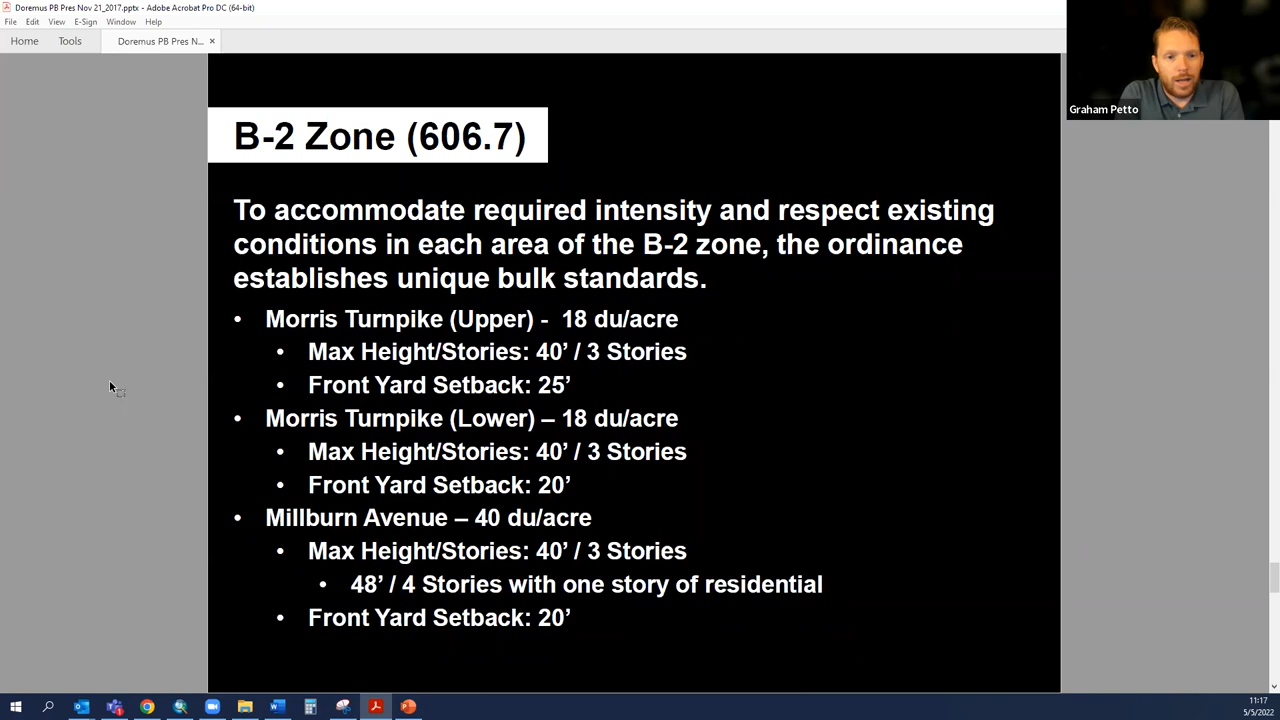 Doremus PB Pres Nov 21_2017.pptx - Adobe Acrobat Pro DC (64-bit)
File Edit View E-Sign Window Help
Home Tools Doremus PB Pres N... ×
Graham Petto
B-2 Zone (606.7)
To accommodate required intensity and respect existing
conditions in each area of the B-2 zone, the ordinance
establishes unique bulk standards.
• Morris Turnpike (Upper) - 18 du/acre
• Max Height/Stories: 40’ / 3 Stories
• Front Yard Setback: 25’
• Morris Turnpike (Lower) – 18 du/acre
• Max Height/Stories: 40’ / 3 Stories
• Front Yard Setback: 20’
• Millburn Avenue – 40 du/acre
• Max Height/Stories: 40’ / 3 Stories
• 48’ / 4 Stories with one story of residential
• Front Yard Setback: 20’
11:17
5/5/2022